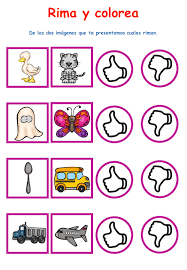 Rima y colorea
De las dos imágenes que te presentamos cuales riman.